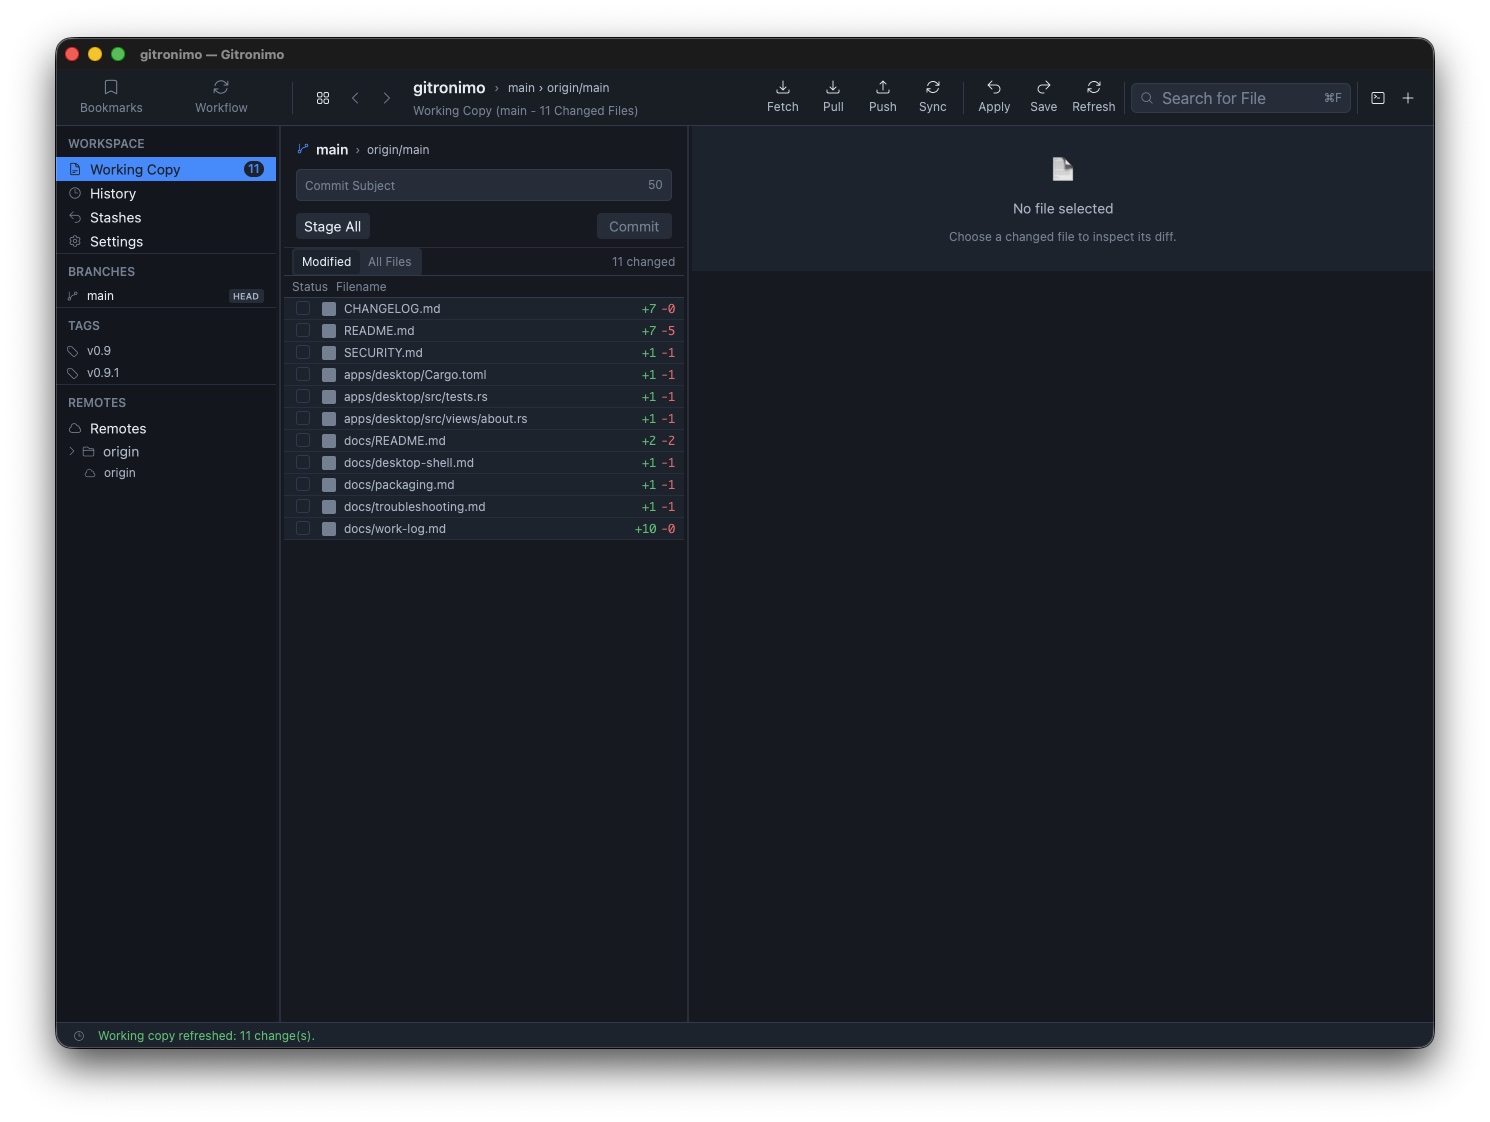 gitronimo — Gitronimo
Bookmarks
Workflow
gitronimo › main › origin/main
Working Copy (main - 11 Changed Files)
Fetch
Pull
Push
Sync
Apply
Save
Refresh
Search for File ⌘F
WORKSPACE
Working Copy 11
History
Stashes
Settings
BRANCHES
main HEAD
TAGS
v0.9
v0.9.1
REMOTES
Remotes
origin
origin
main › origin/main
Commit Subject 50
Stage All Commit
Modified All Files 11 changed
Status Filename
CHANGELOG.md +7 -0
README.md +7 -5
SECURITY.md +1 -1
apps/desktop/Cargo.toml +1 -1
apps/desktop/src/tests.rs +1 -1
apps/desktop/src/views/about.rs +1 -1
docs/README.md +2 -2
docs/desktop-shell.md +1 -1
docs/packaging.md +1 -1
docs/troubleshooting.md +1 -1
docs/work-log.md +10 -0
No file selected
Choose a changed file to inspect its diff.
Working copy refreshed: 11 change(s).